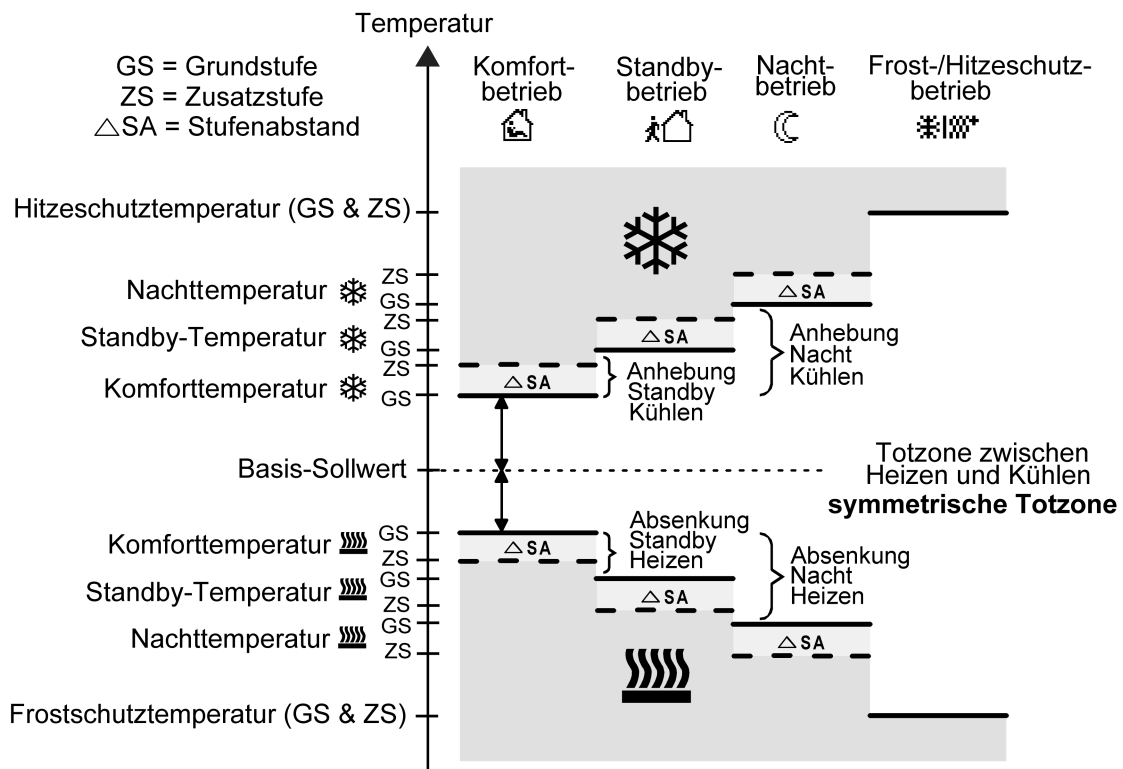 Temperatur
GS = Grundstufe
ZS = Zusatzstufe
△SA = Stufenabstand
Komfort-
betrieb
Standby-
betrieb
Nacht-
betrieb
Frost-/Hitzeschutz-
betrieb
Hitzeschutztemperatur (GS & ZS)
Nachttemperatur
ZS
GS
△SA
Standby-Temperatur
ZS
GS
△SA
Komforttemperatur
ZS
GS
△SA
Anhebung
Standby
Kühlen
Anhebung
Nacht
Kühlen
Basis-Sollwert
Totzone zwischen
Heizen und Kühlen
symmetrische Totzone
Komforttemperatur
GS
ZS
△SA
Absenkung
Standby
Heizen
Absenkung
Nacht
Heizen
Standby-Temperatur
GS
ZS
△SA
Nachttemperatur
GS
ZS
△SA
Frostschutztemperatur (GS & ZS)